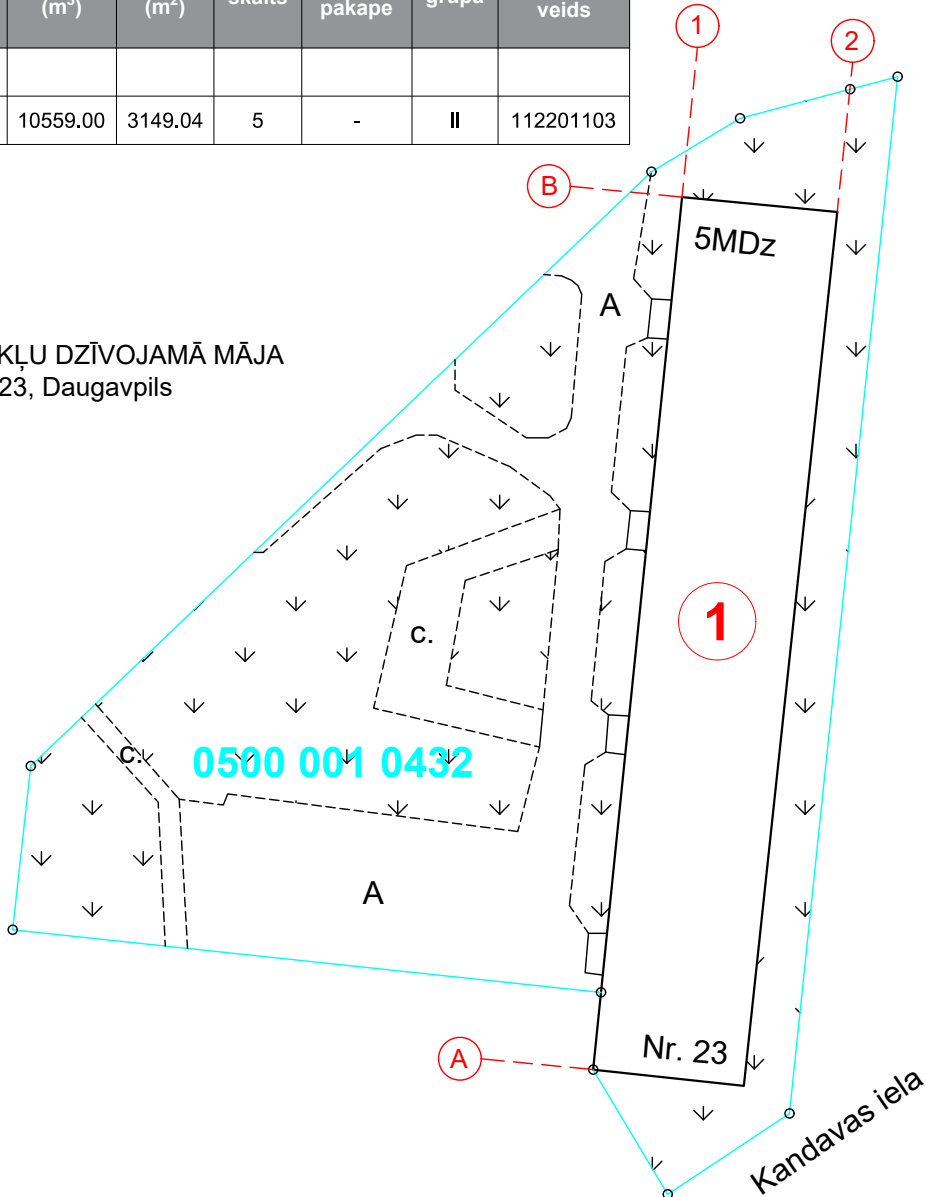 (m³) (m²) skaits pakāpe grupa veids
10559.00 3149.04 5 - II 112201103
1
2
B
5MDz
A
KĻU DZĪVOJAMĀ MĀJA
23, Daugavpils
1
c.
c.
0500 001 0432
A
Nr. 23
A
Kandavas iela